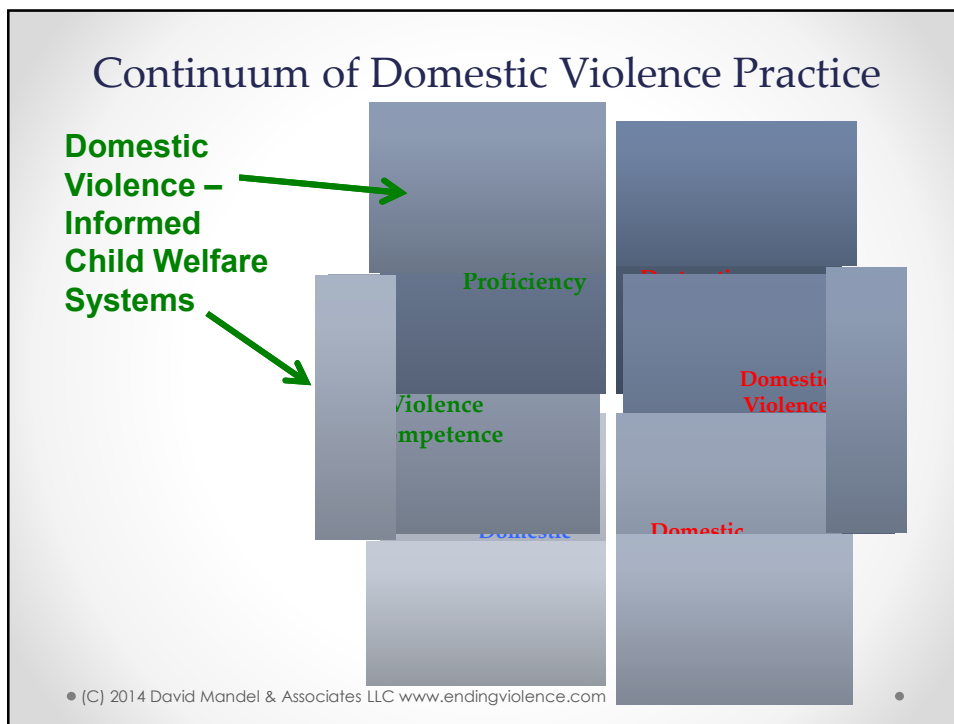 Continuum of Domestic Violence Practice
Domestic
Violence –
Informed
Child Welfare
Systems
Proficiency
Domestic
Violence
Violence
Domestic
(C) 2014 David Mandel & Associates LLC www.endingviolence.com